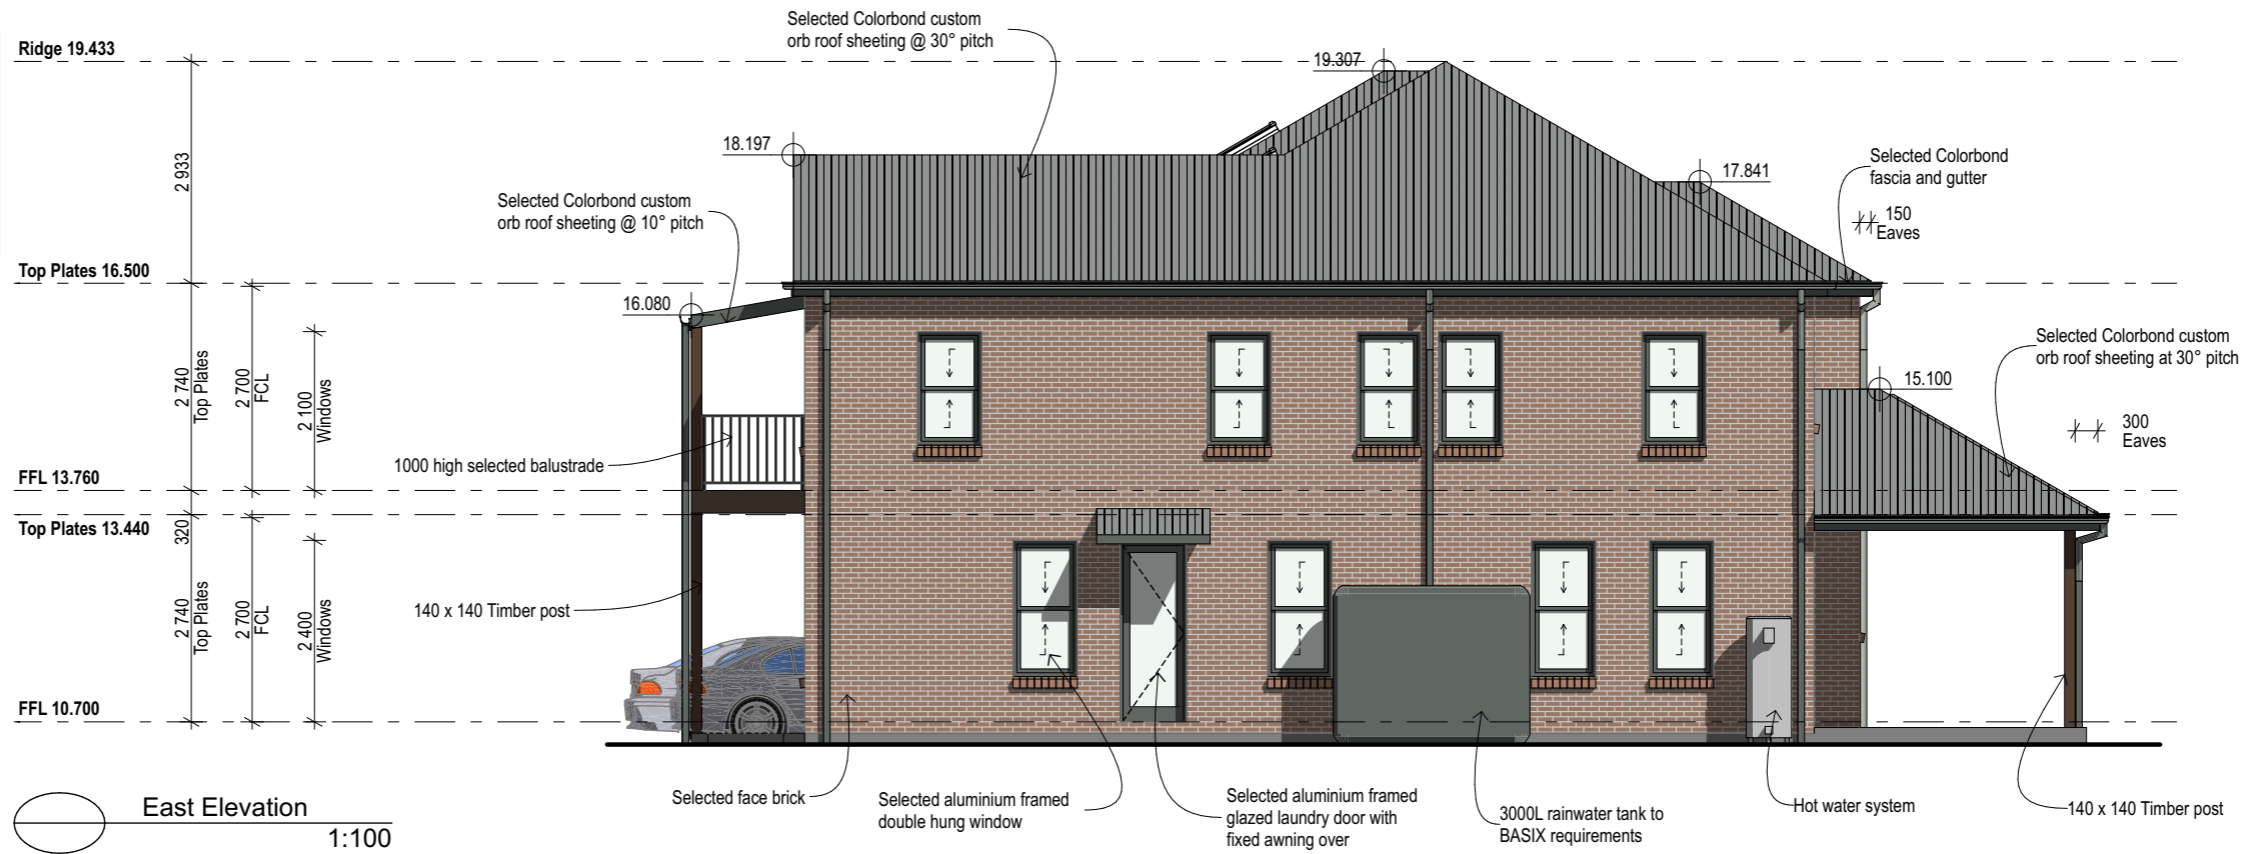 Selected Colorbond custom
orb roof sheeting @ 30° pitch
Ridge 19.433
19.307
18.197
2 933
Selected Colorbond
fascia and gutter
17.841
Selected Colorbond custom
orb roof sheeting @ 10° pitch
150
Eaves
Top Plates 16.500
16.080
Selected Colorbond custom
orb roof sheeting at 30° pitch
2 740
Top Plates
2 700
FCL
2 100
Windows
15.100
300
Eaves
1000 high selected balustrade
FFL 13.760
Top Plates 13.440
320
140 x 140 Timber post
2 740
Top Plates
2 700
FCL
2 400
Windows
FFL 10.700
Selected face brick
Selected aluminium framed
double hung window
Selected aluminium framed
glazed laundry door with
fixed awning over
3000L rainwater tank to
BASIX requirements
Hot water system
140 x 140 Timber post
East Elevation
1:100